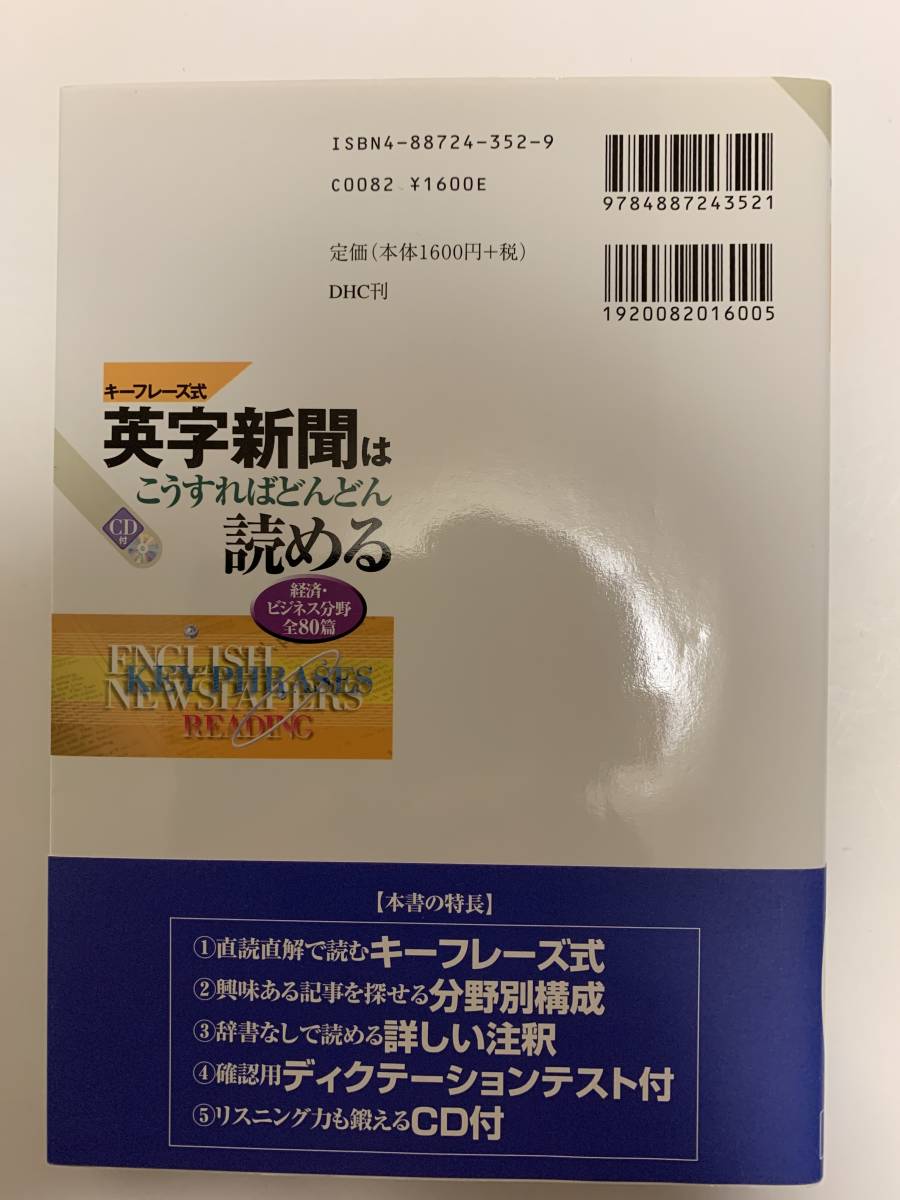 ISBN4-88724-352-9
C0082 ¥1600E
9784887243521
定価(本体1600円+税)
DHC刊
1920082016005
キーフレーズ式
英字新聞は
こうすればどんどん
読める
CD
付
経済・
ビジネス分野
全80篇
ENGLISH
KEY PHRASES
NEWSPAPERS
READING
【本書の特長】
①直読直解で読むキーフレーズ式
②興味ある記事を探せる分野別構成
③辞書なしで読める詳しい注釈
④確認用ディクテーションテスト付
⑤リスニング力も鍛えるCD付